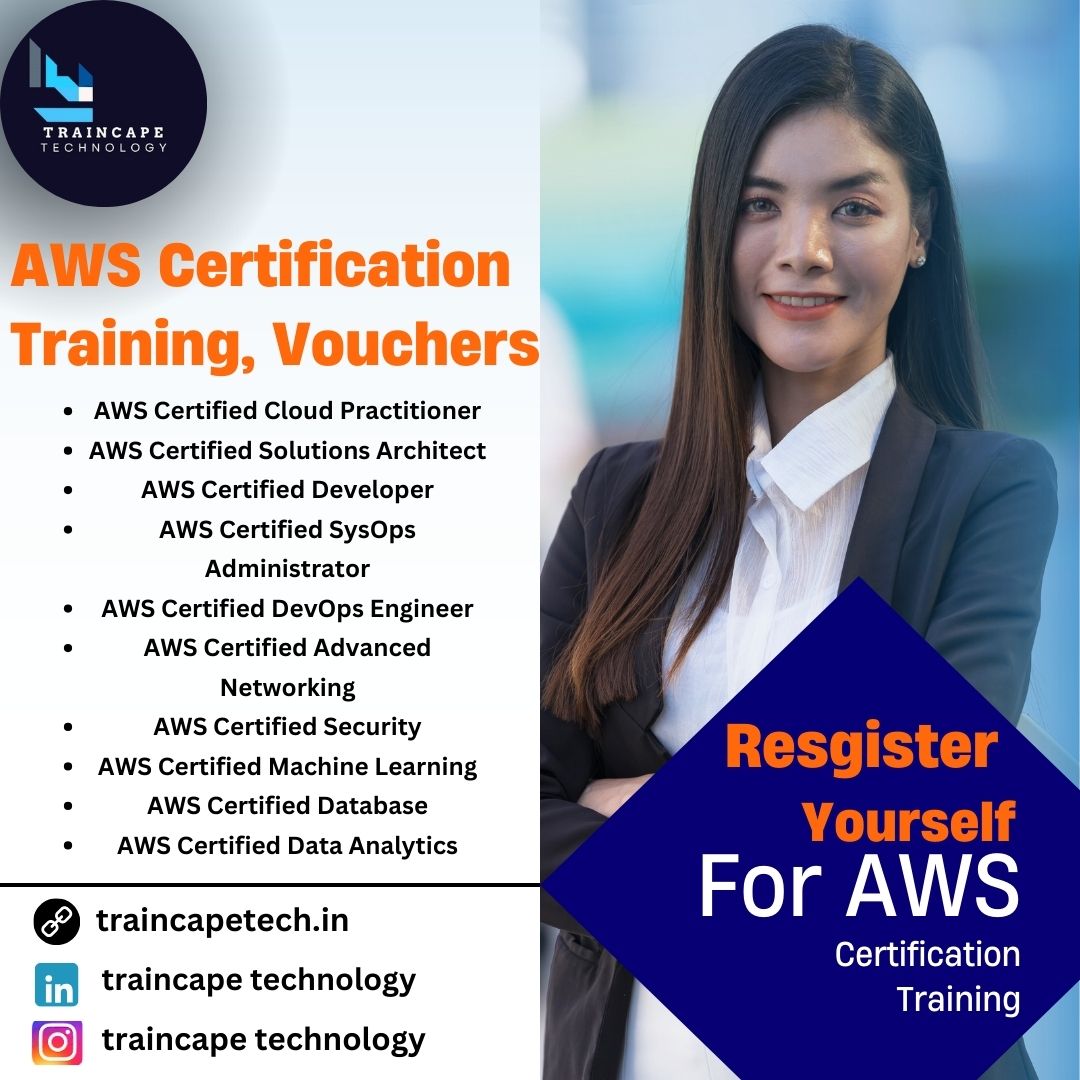 TRAINCAPE
TECHNOLOGY
AWS Certification
Training, Vouchers
AWS Certified Cloud Practitioner
AWS Certified Solutions Architect
AWS Certified Developer
AWS Certified SysOps
Administrator
AWS Certified DevOps Engineer
AWS Certified Advanced
Networking
AWS Certified Security
AWS Certified Machine Learning
AWS Certified Database
AWS Certified Data Analytics
traincapetech.in
in
traincape technology
traincape technology
Resgister
Yourself
For AWS
Certification
Training